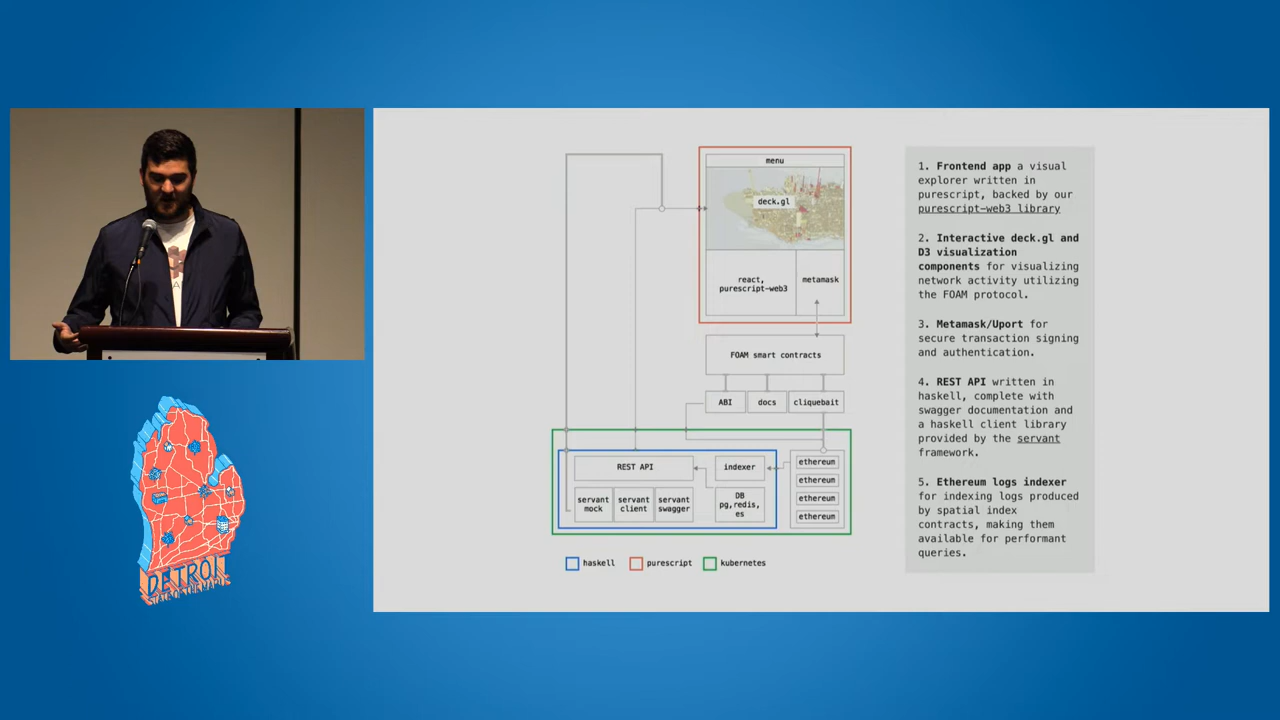 menu
deck.gl
react,
purescript-web3
metamask
FOAM smart contracts
ABI
docs
cliquebait
REST API
indexer
servant
mock
servant
client
servant
swagger
DB
pg,redis,
es
ethereum
ethereum
ethereum
ethereum
haskell
purescript
kubernetes
1. Frontend app a visual
explorer written in
purescript, backed by our
purescript-web3 library
2. Interactive deck.gl and
D3 visualization
components for visualizing
network activity utilizing
the FOAM protocol.
3. Metamask/Uport for
secure transaction signing
and authentication.
4. REST API written in
haskell, complete with
swagger documentation and
a haskell client library
provided by the servant
framework.
5. Ethereum logs indexer
for indexing logs produced
by spatial index
contracts, making them
available for performant
queries.
DETROIT